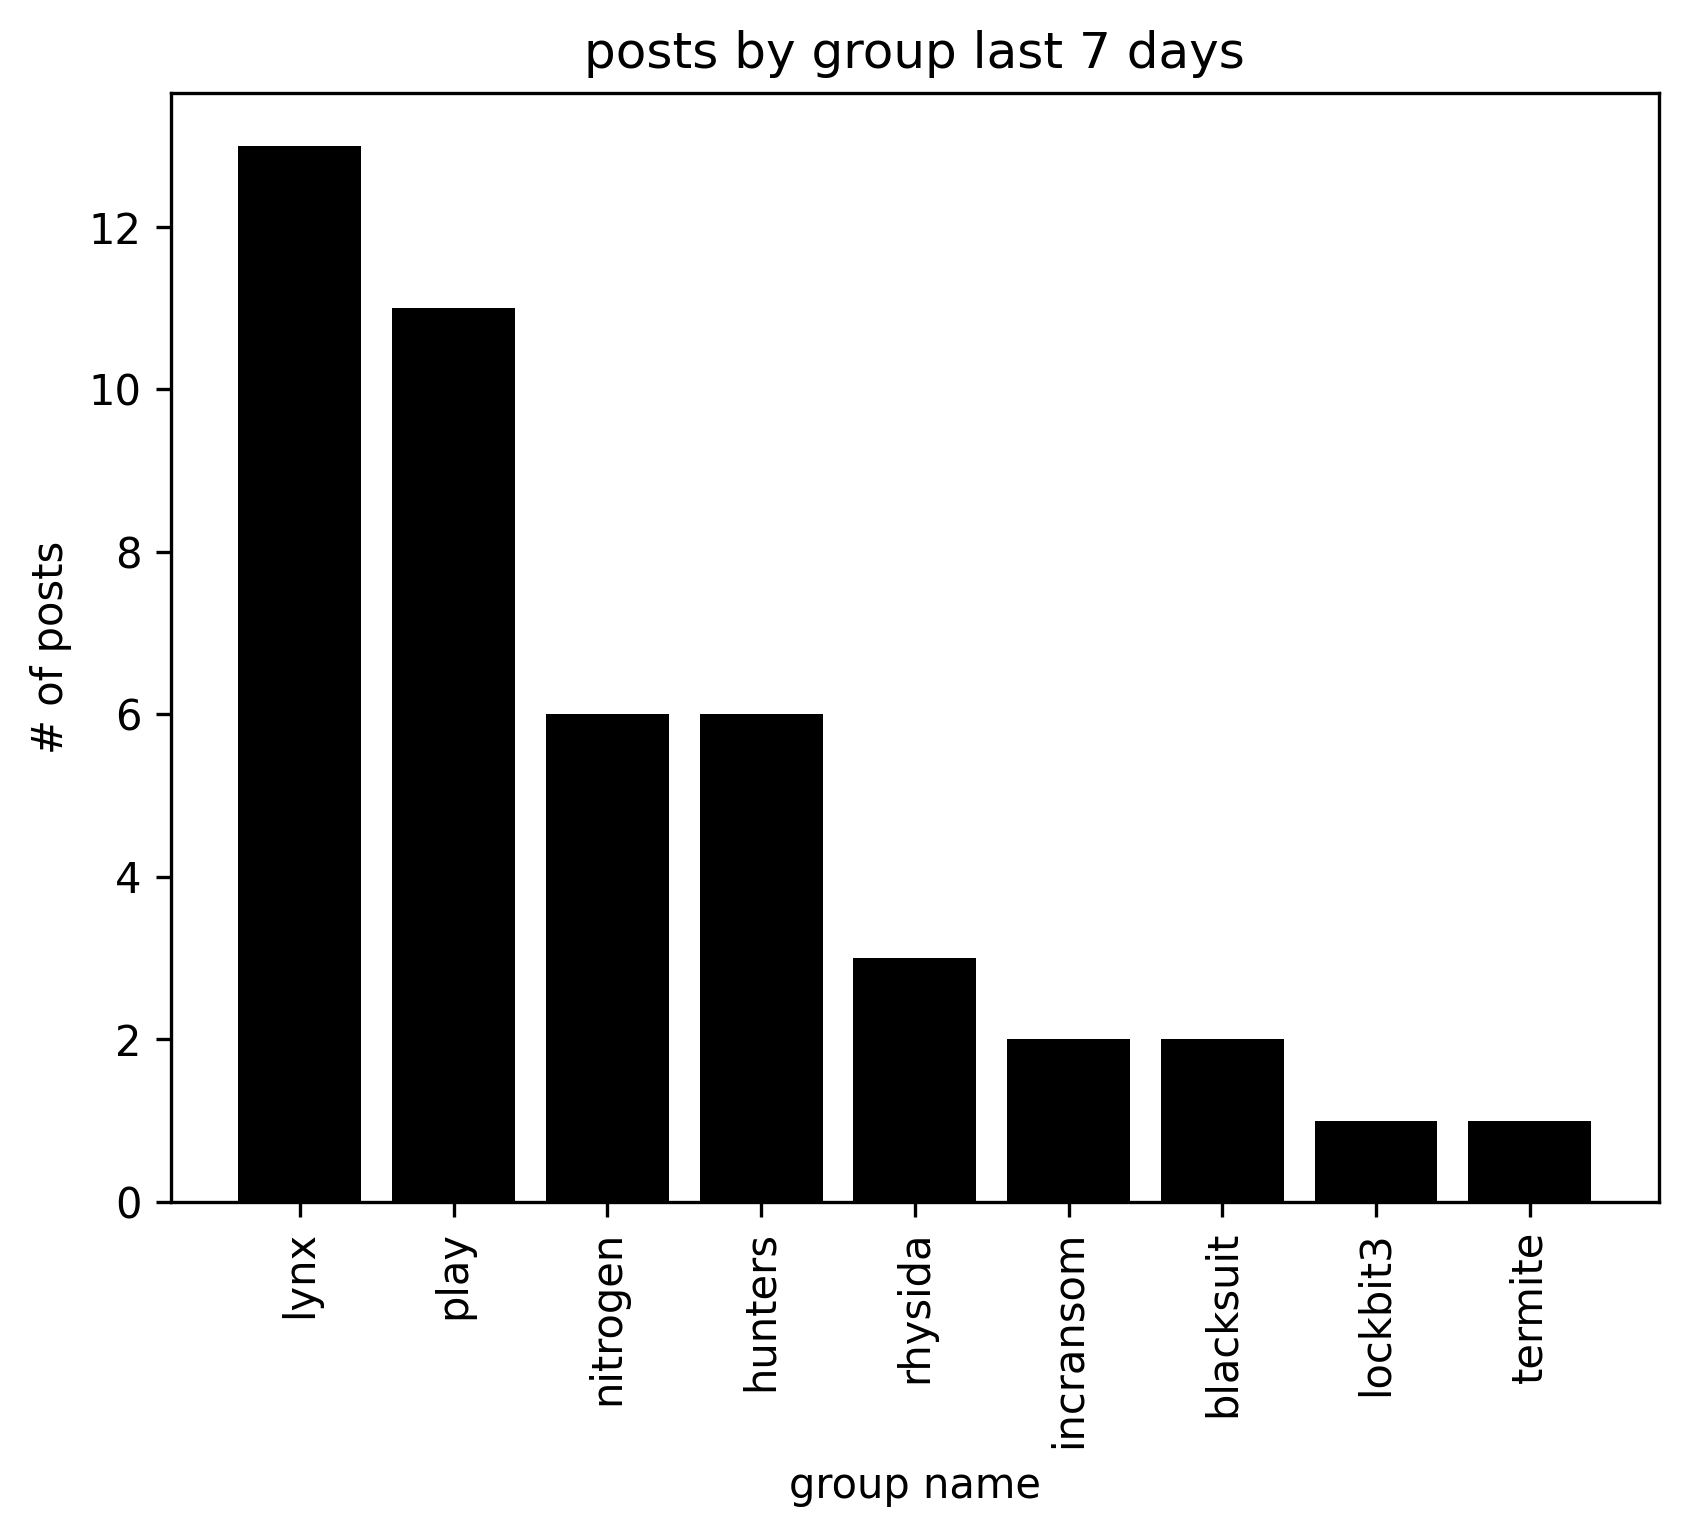 posts by group last 7 days
# of posts
12
10
8
6
4
2
0
lynx
play
nitrogen
hunters
rhysida
incransom
blacksuit
lockbit3
termite
group name